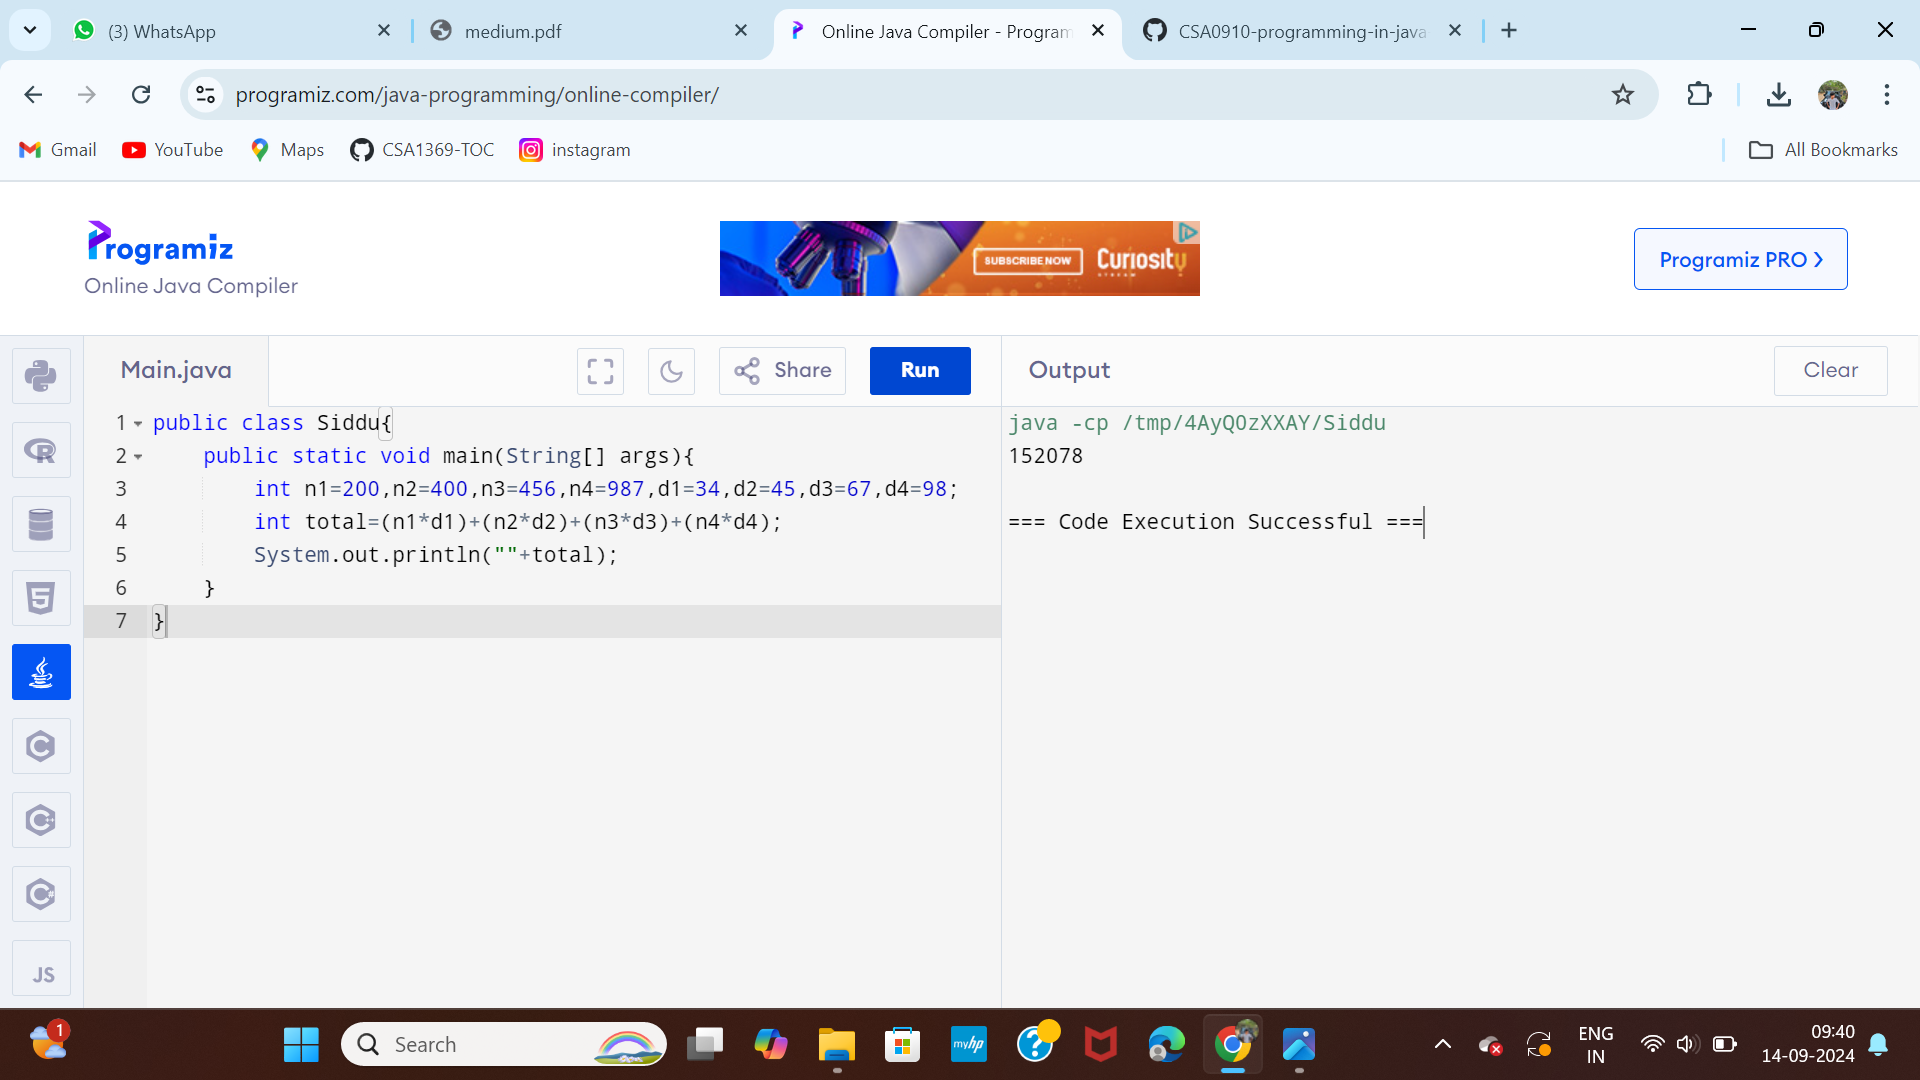 (3) WhatsApp
medium.pdf
Online Java Compiler - Program
CSA0910-programming-in-java
programiz.com/java-programming/online-compiler/
Gmail
YouTube
Maps
CSA1369-TOC
instagram
All Bookmarks
Programiz
Online Java Compiler
SUBSCRIBE NOW
CURIOSITY
STREAM
Programiz PRO >
Main.java
Share
Run
Output
Clear
1 public class Siddu{
2 public static void main(String[] args){
3 int n1=200,n2=400,n3=456,n4=987,d1=34,d2=45,d3=67,d4=98;
4 int total=(n1*d1)+(n2*d2)+(n3*d3)+(n4*d4);
5 System.out.println(""+total);
6 }
7 }
java -cp /tmp/4AyQ0zXXAY/Siddu
152078
=== Code Execution Successful ===
R
5
C
C
C#
JS
1
Search
myhp
?
ENG
IN
09:40
14-09-2024